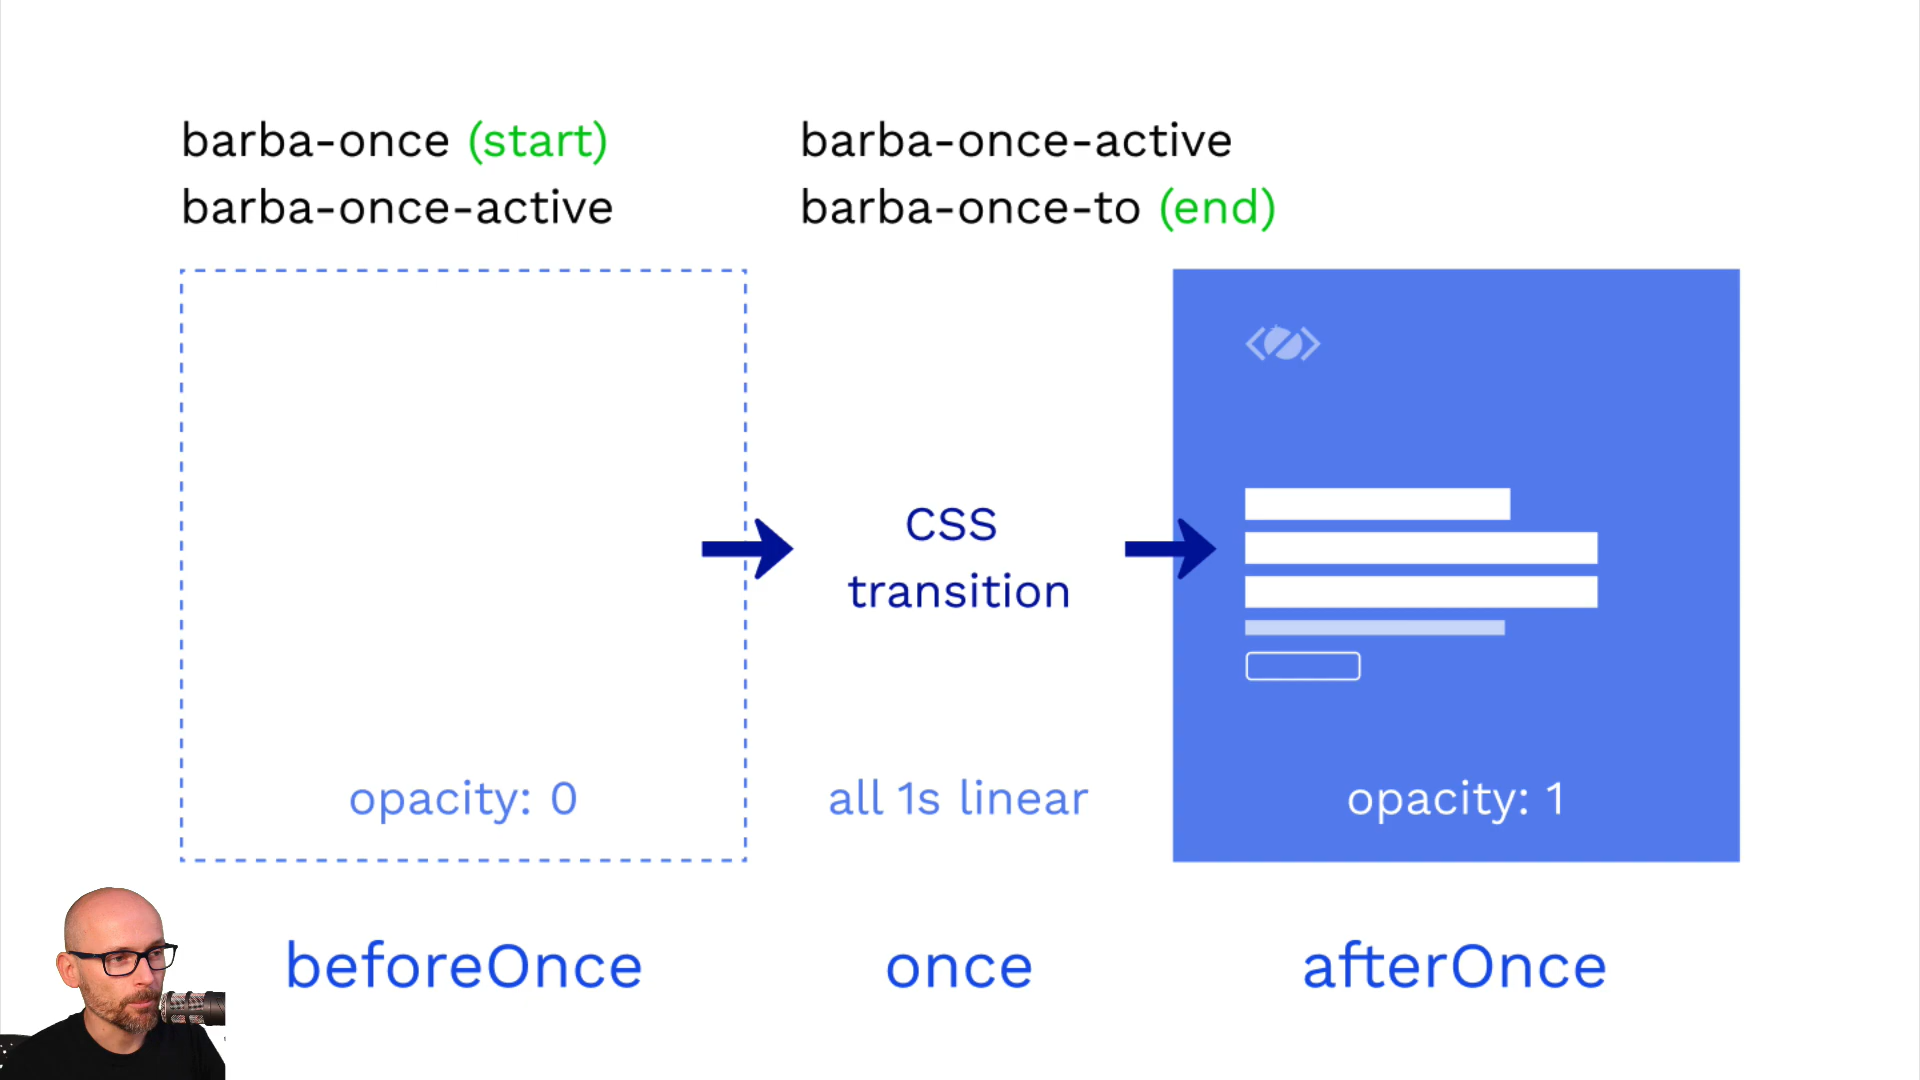 barba-once (start)
barba-once-active
barba-once-active
barba-once-to (end)
CSS
transition
opacity: 0
all 1s linear
opacity: 1
beforeOnce
once
afterOnce